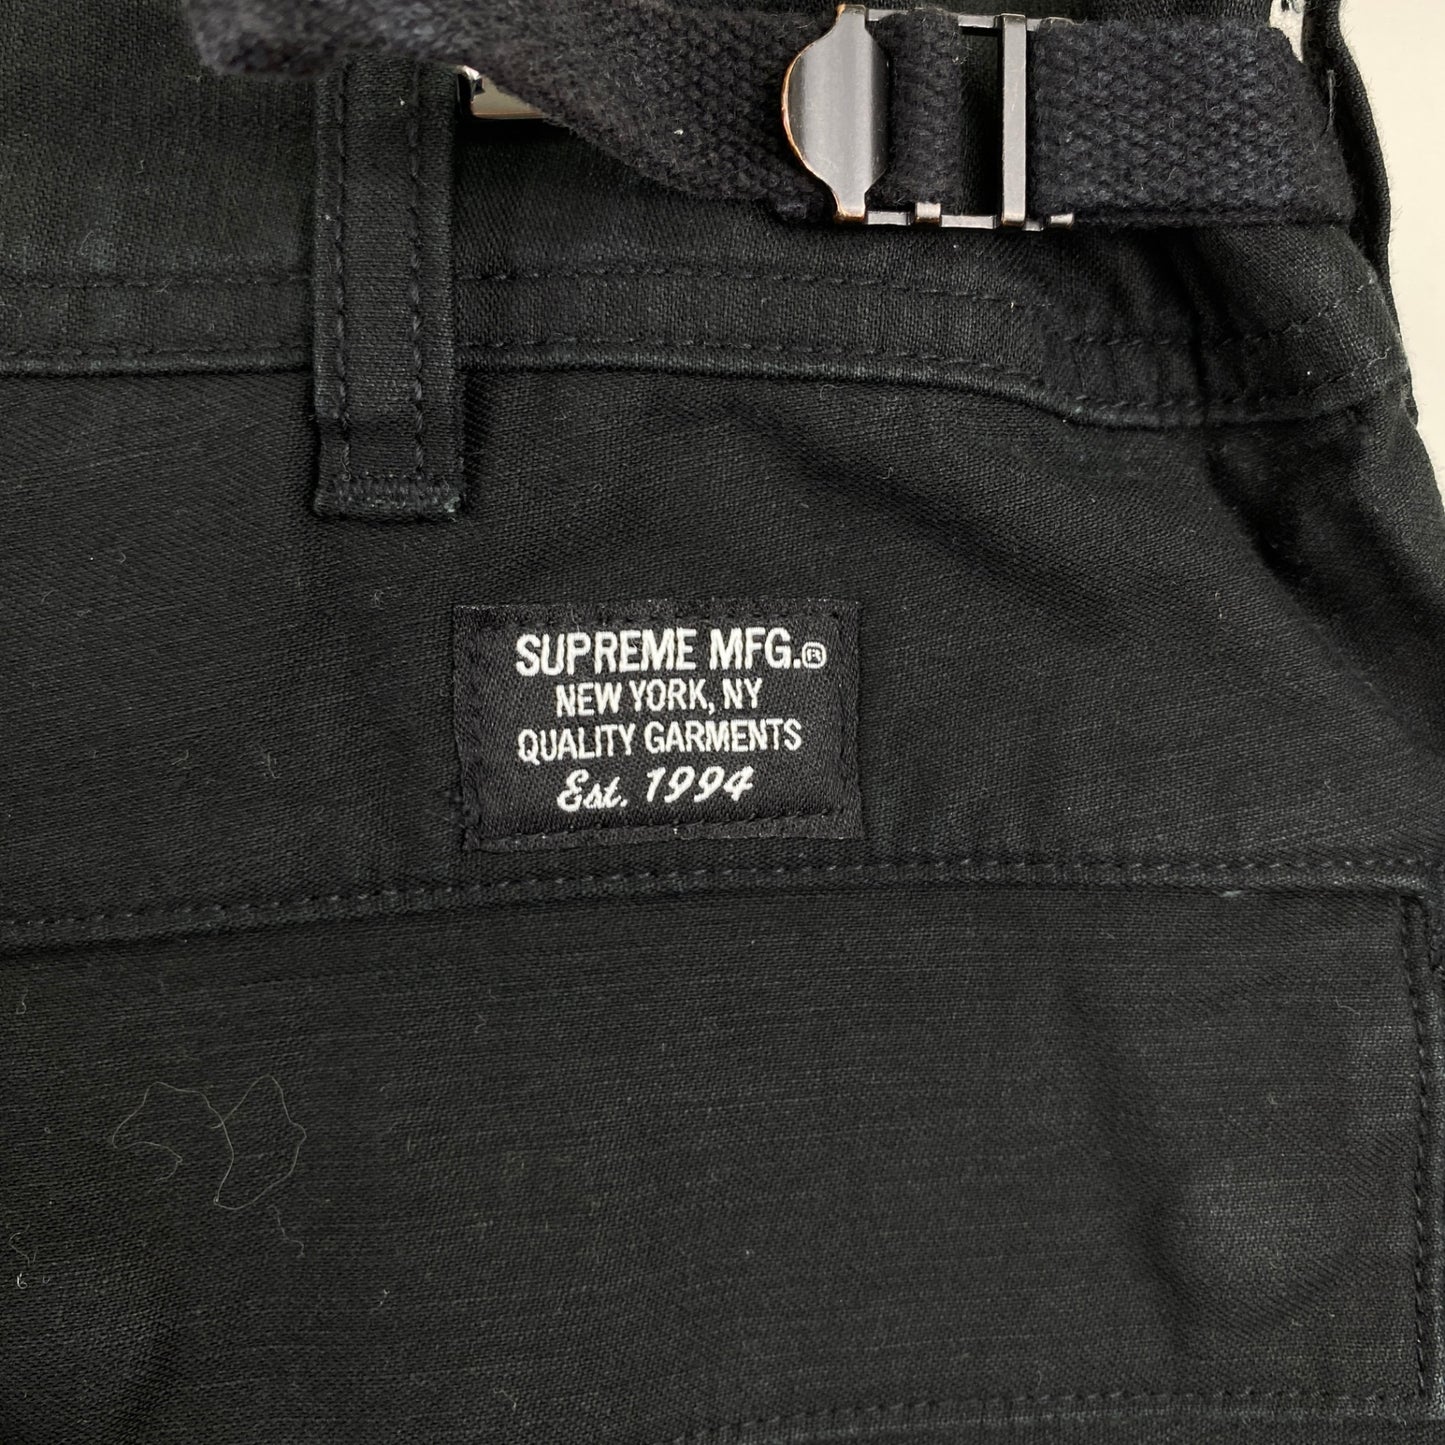 SUPREME MFG.®
NEW YORK, NY
QUALITY GARMENTS
Est. 1994